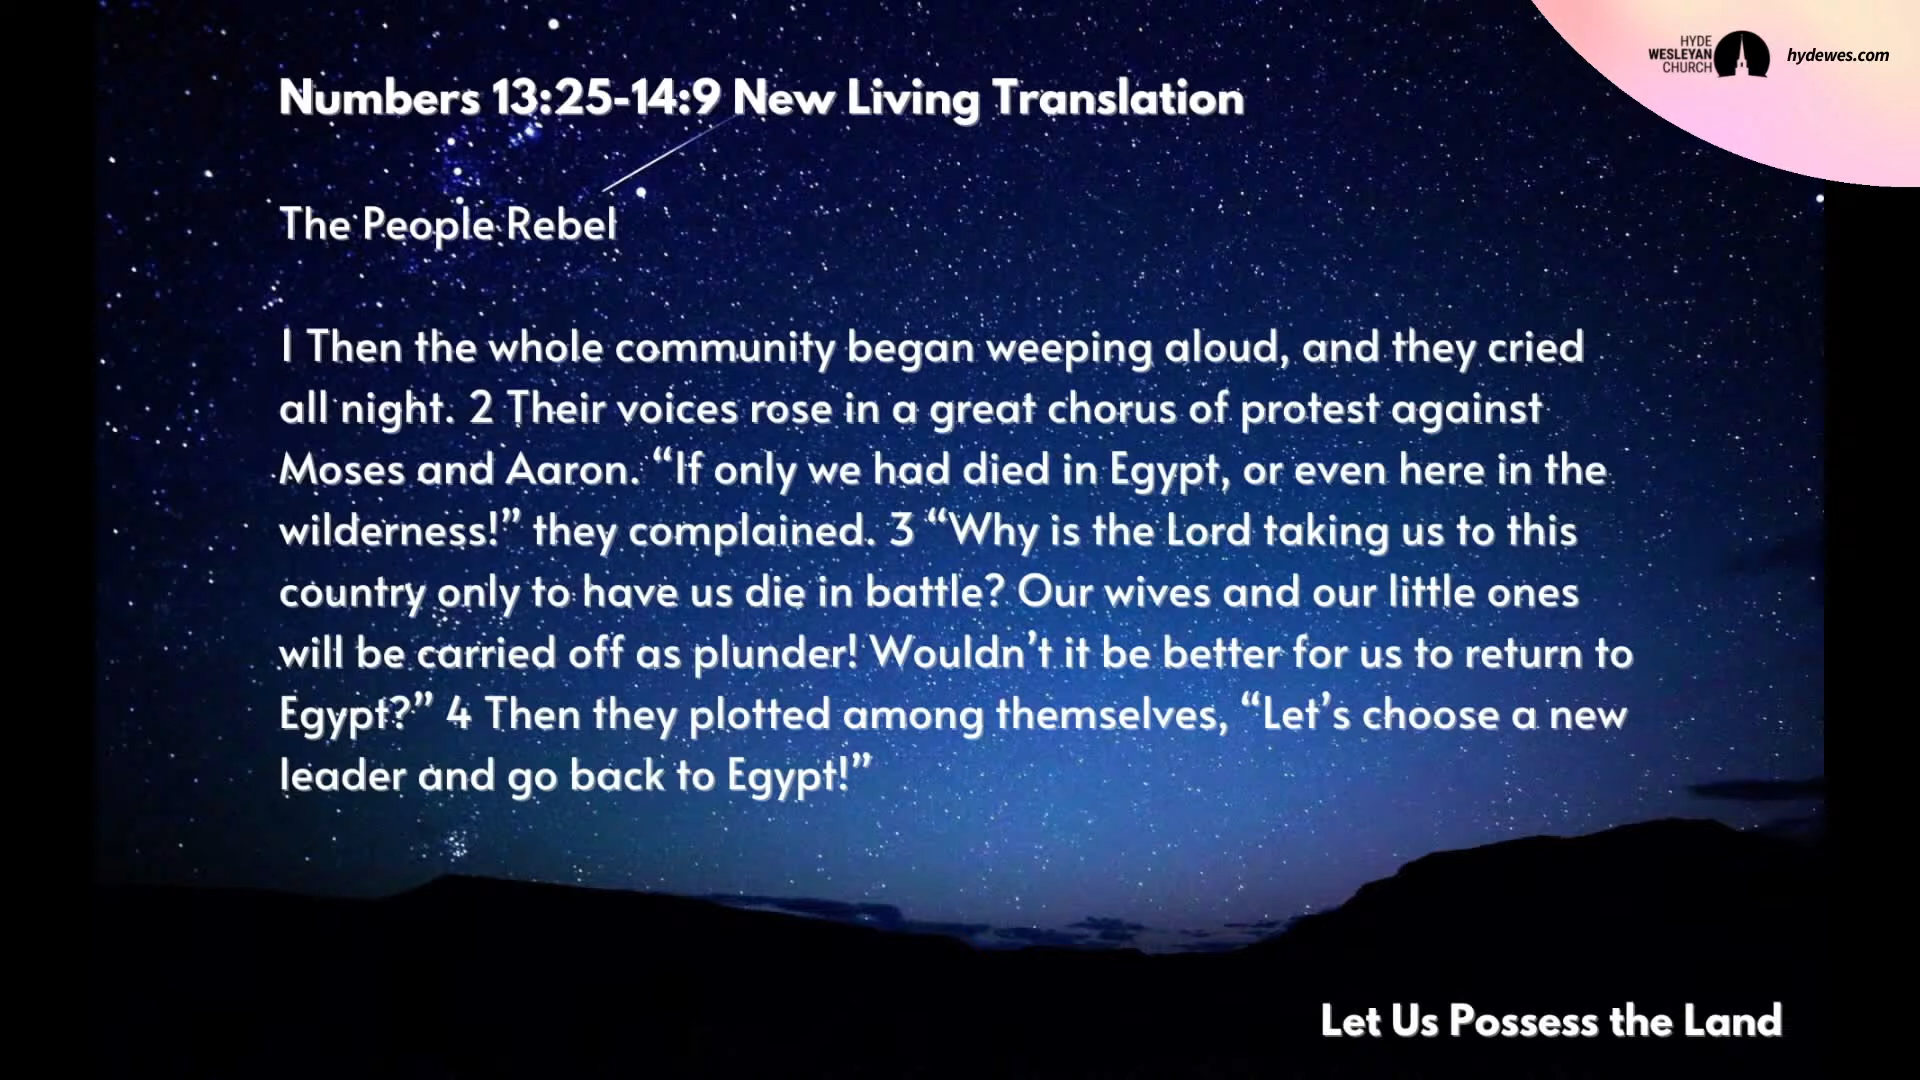 HYDE
WESLEYAN
CHURCH
hydewes.com
Numbers 13:25-14:9 New Living Translation
The People Rebel
1 Then the whole community began weeping aloud, and they cried
all night. 2 Their voices rose in a great chorus of protest against
Moses and Aaron. “If only we had died in Egypt, or even here in the
wilderness!” they complained. 3 “Why is the Lord taking us to this
country only to have us die in battle? Our wives and our little ones
will be carried off as plunder! Wouldn’t it be better for us to return to
Egypt?” 4 Then they plotted among themselves, “Let’s choose a new
leader and go back to Egypt!”
Let Us Possess the Land